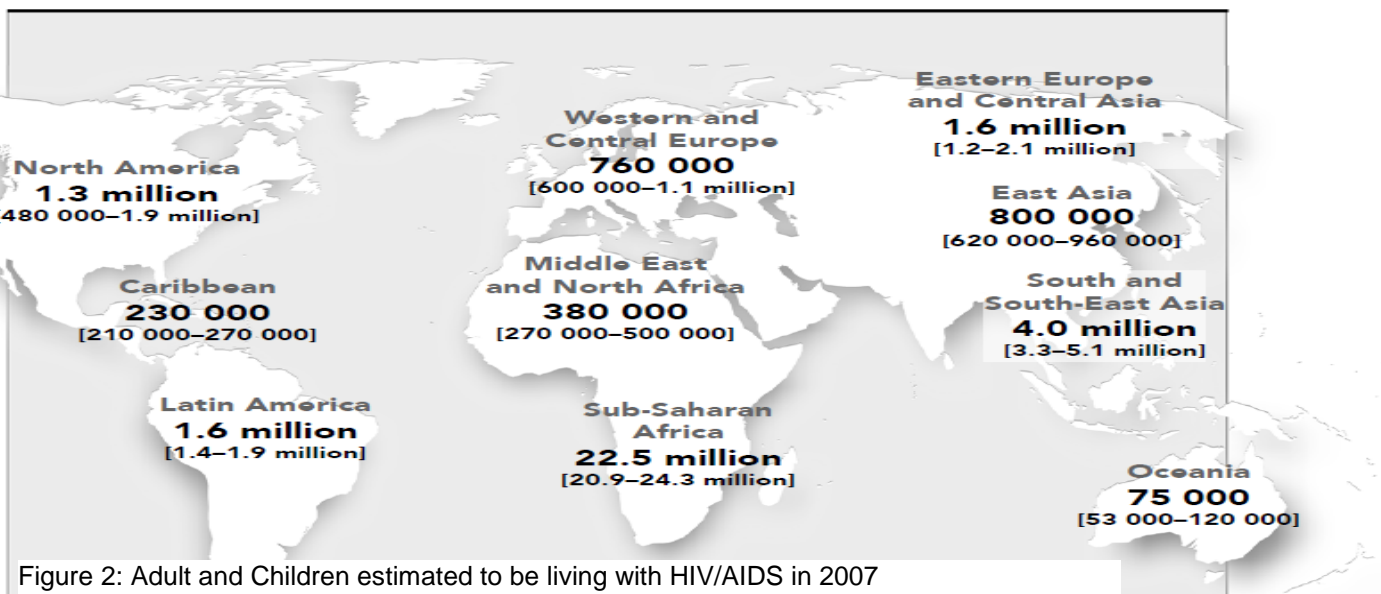 North America
1.3 million
480 000–1.9 million]
Caribbean
230 000
[210 000–270 000]
Latin America
1.6 million
[1.4–1.9 million]
Western and
Central Europe
760 000
[600 000–1.1 million]
Middle East
and North Africa
380 000
[270 000–500 000]
Sub-Saharan
Africa
22.5 million
[20.9–24.3 million]
Eastern Europe
and Central Asia
1.6 million
[1.2–2.1 million]
East Asia
800 000
[620 000–960 000]
South and
South-East Asia
4.0 million
[3.3–5.1 million]
Oceania
75 000
[53 000–120 000]
Figure 2: Adult and Children estimated to be living with HIV/AIDS in 2007